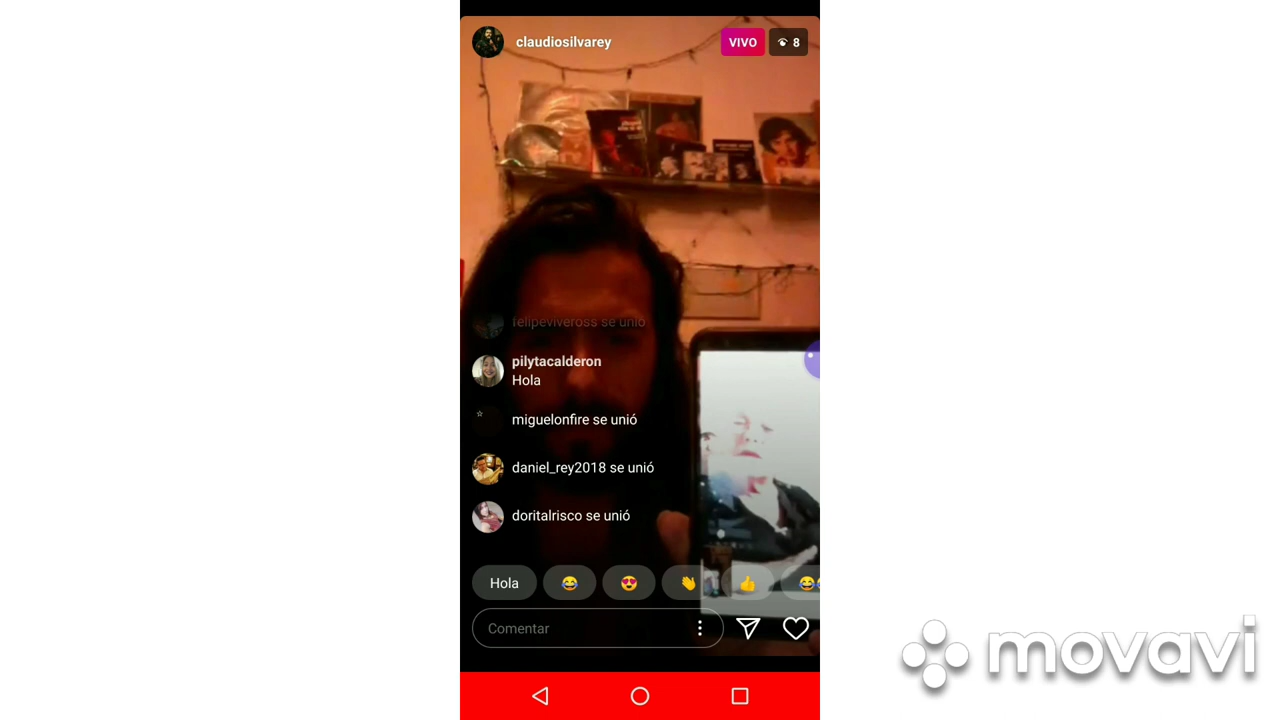 claudiosilvarey
VIVO
8
felipeviveross se unió
pilytacalderon
Hola
miguelonfire se unió
daniel_rey2018 se unió
doritalrisco se unió
Hola
Comentar
movavi